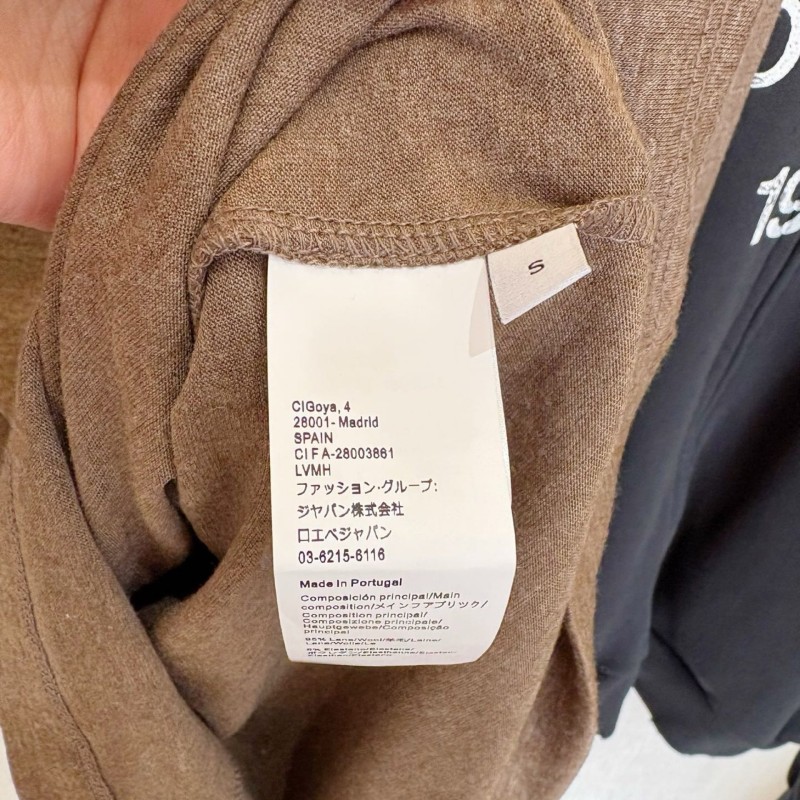 S
ClGoya, 4
28001- Madrid
SPAIN
CIF A-28003861
LVMH
ファッション・グループ:
ジャパン株式会社
ロエベジャパン
03-6215-6116
Made In Portugal
Composición principal/Main
composition/メインファブリック/
Composition principal/
Composizione principale/
Hauptgewebe/Composição
principal
19